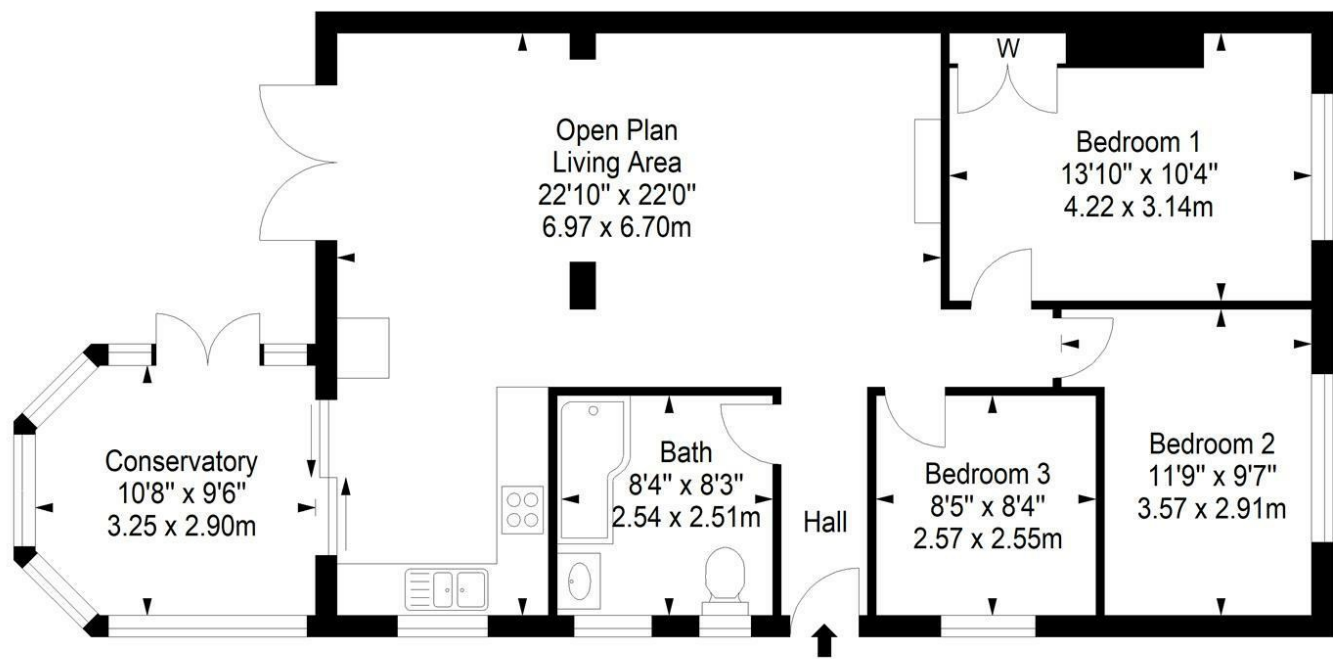 W
Open Plan
Living Area
22'10" x 22'0"
6.97 x 6.70m
Bedroom 1
13'10" x 10'4"
4.22 x 3.14m
Conservatory
10'8" x 9'6"
3.25 x 2.90m
Bath
8'4" x 8'3"
2.54 x 2.51m
Hall
Bedroom 3
8'5" x 8'4"
2.57 x 2.55m
Bedroom 2
11'9" x 9'7"
3.57 x 2.91m